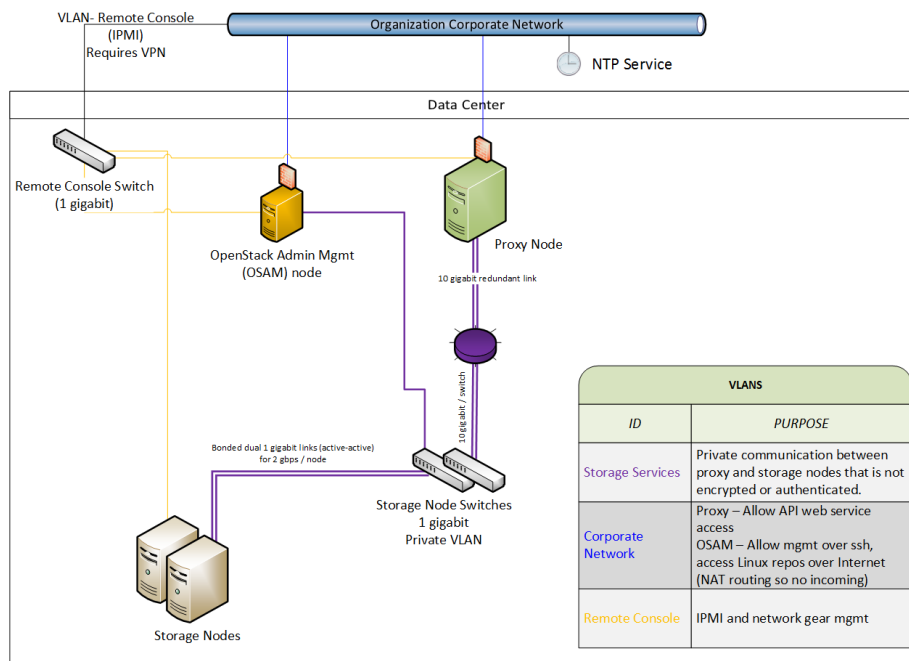 VLAN- Remote Console
(IPMI)
Requires VPN
Organization Corporate Network
NTP Service
Data Center
Remote Console Switch
(1 gigabit)
OpenStack Admin Mgmt
(OSAM) node
Proxy Node
10 gigabit redundant link
10 gigabit / switch
Bonded dual 1 gigabit links (active-active)
for 2 gbps / node
Storage Node Switches
1 gigabit
Private VLAN
Storage Nodes
VLANS
ID
PURPOSE
Storage Services
Private communication between
proxy and storage nodes that is not
encrypted or authenticated.
Corporate
Network
Proxy – Allow API web service
access
OSAM – Allow mgmt over ssh,
access Linux repos over Internet
(NAT routing so no incoming)
Remote Console
IPMI and network gear mgmt